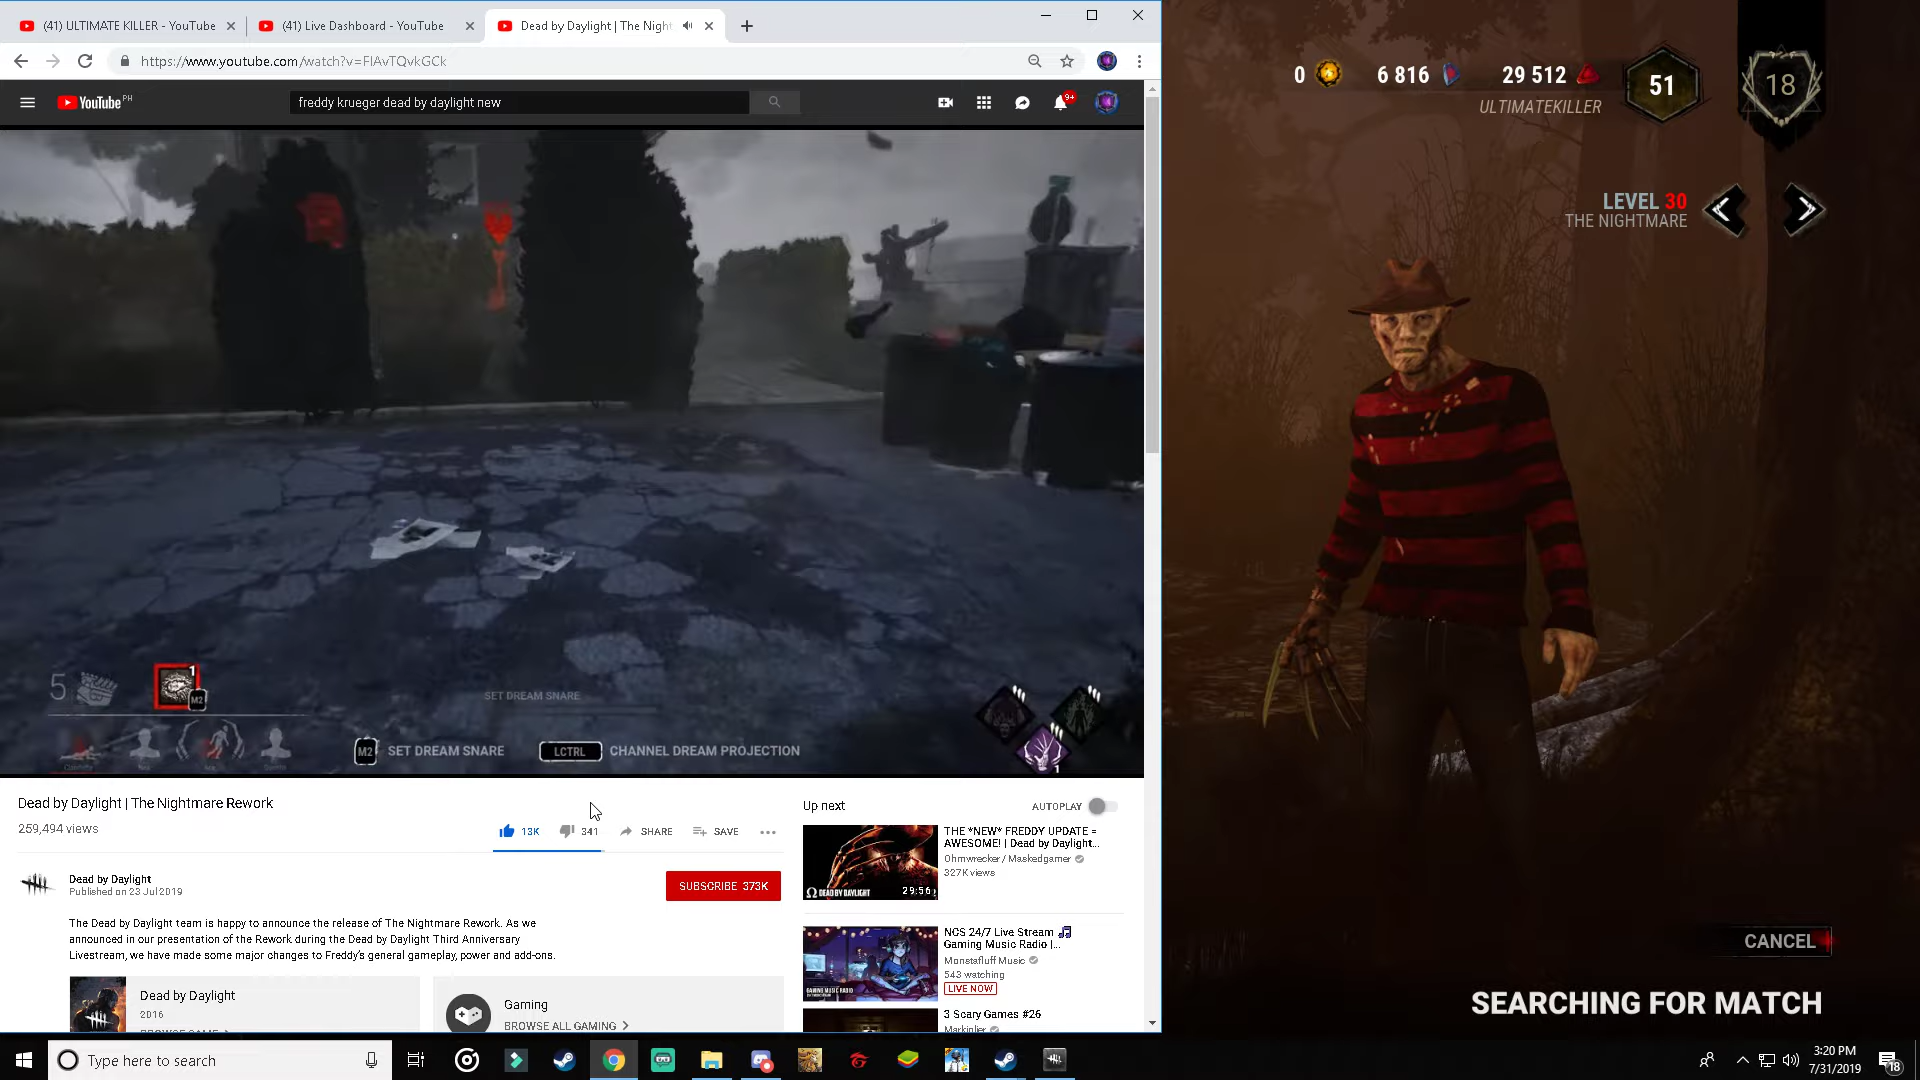 (41) ULTIMATE KILLER - YouTube
(41) Live Dashboard - YouTube
Dead by Daylight | The Night
https://www.youtube.com/watch?v=FlAvTQvkGCk
YouTube PH
freddy krueger dead by daylight new
9+
5
1
M2
SET DREAM SNARE
M2 SET DREAM SNARE
LCTRL CHANNEL DREAM PROJECTION
1
Dead by Daylight | The Nightmare Rework
259,494 views
13K
341
SHARE
SAVE
Dead by Daylight
Published on 23 Jul 2019
SUBSCRIBE 373K
The Dead by Daylight team is happy to announce the release of The Nightmare Rework. As we
announced in our presentation of the Rework during the Dead by Daylight Third Anniversary
Livestream, we have made some major changes to Freddy's general gameplay, power and add-ons.
Dead by Daylight
2016
Gaming
BROWSE ALL GAMING
Up next
AUTOPLAY
DEAD BY DAYLIGHT
29:56
THE *NEW* FREDDY UPDATE =
AWESOME! | Dead by Daylight...
Ohmwrecker / Maskedgamer
327K views
NCS 24/7 Live Stream
Gaming Music Radio |...
Monstafluff Music
543 watching
LIVE NOW
3 Scary Games #26
Markiplier
0
6 816
29 512
51
18
ULTIMATEKILLER
LEVEL 30
THE NIGHTMARE
CANCEL
SEARCHING FOR MATCH
Type here to search
3:20 PM
7/31/2019
18